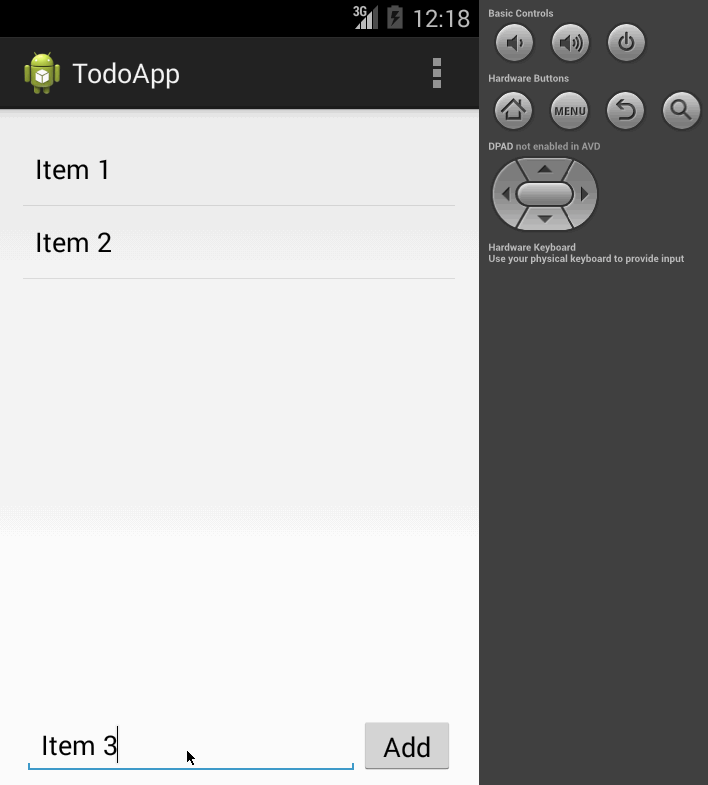 3G 12:18
TodoApp
Item 1
Item 2
Item 3
Add
Basic Controls
Hardware Buttons
MENU
DPAD not enabled in AVD
Hardware Keyboard
Use your physical keyboard to provide input